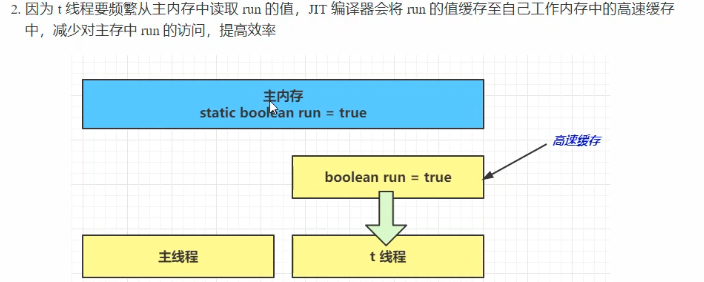 2. 因为 t 线程要频繁从主内存中读取 run 的值，JIT 编译器会将 run 的值缓存至自己工作内存中的高速缓存
中，减少对主存中 run 的访问，提高效率
主内存
static boolean run = true
高速缓存
boolean run = true
主线程
t 线程